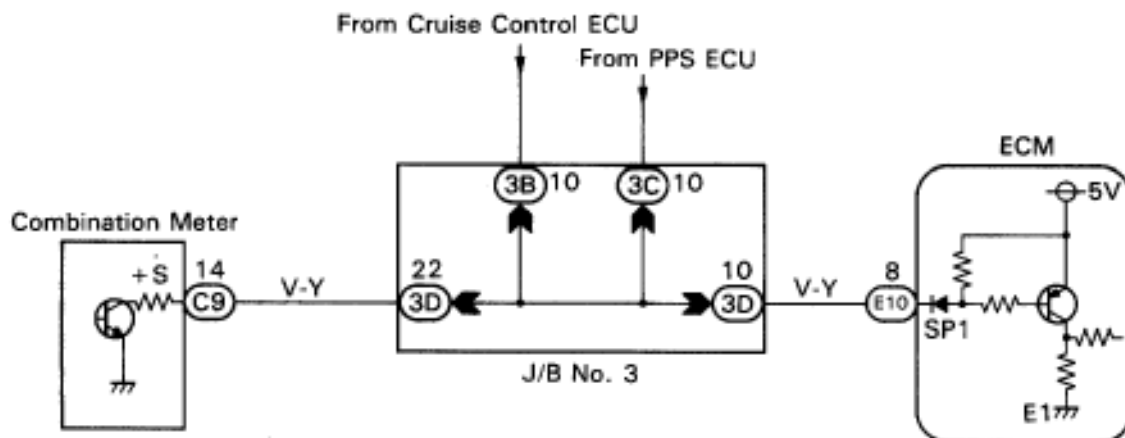 From Cruise Control ECU
From PPS ECU
ECM
3B 10 3C 10
5V
Combination Meter
+S
14
22
10
8
C9
V-Y
3D
3D
V-Y
E10
SP1
J/B No. 3
E1